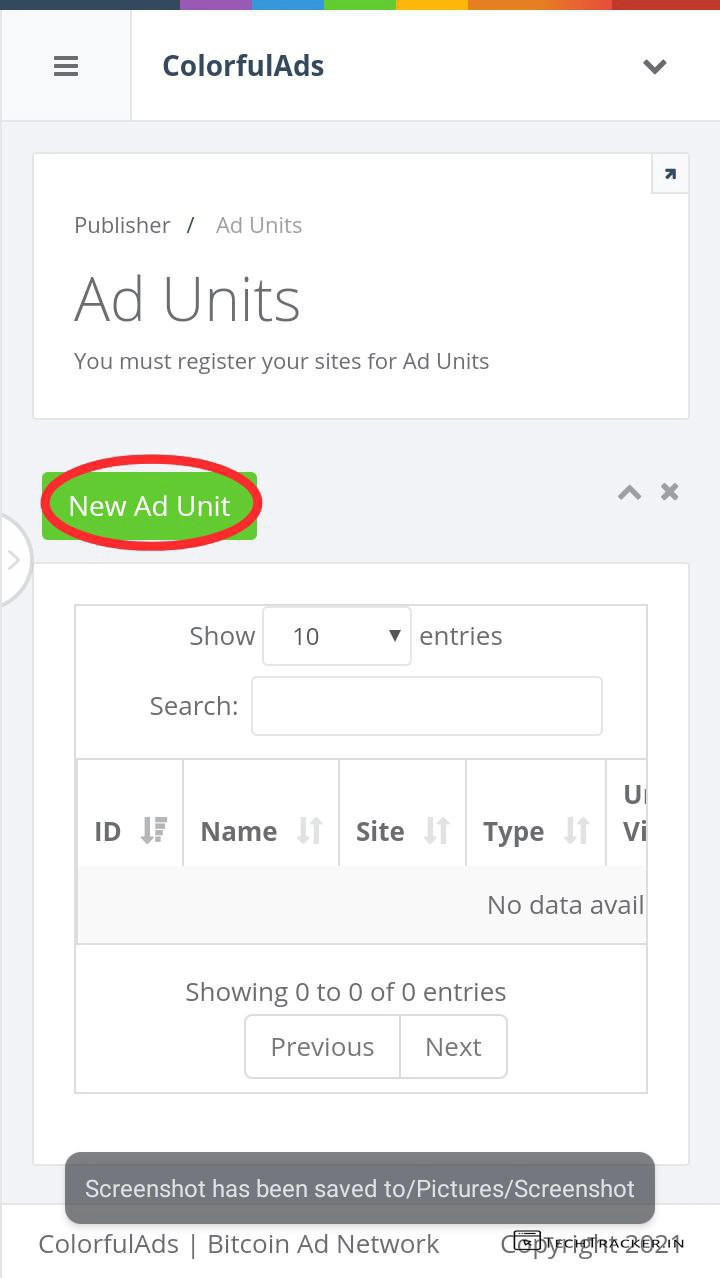 ColorfulAds
Publisher / Ad Units
Ad Units
You must register your sites for Ad Units
New Ad Unit
Show 10 entries
Search:
Un
ID Name Site Type Vi
No data avail
Showing 0 to 0 of 0 entries
Previous Next
Screenshot has been saved to/Pictures/Screenshot
ColorfulAds | Bitcoin Ad Network Copyright 2021
TECHTRACKER.IN